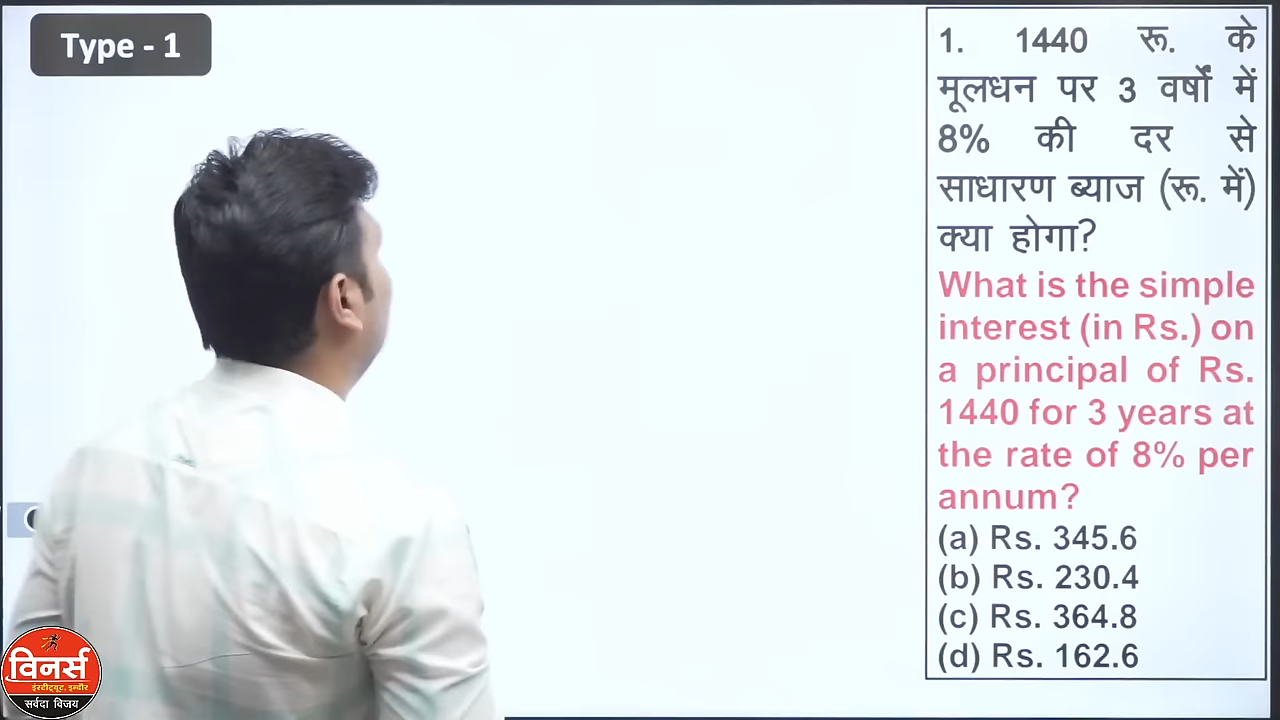 Type - 1
1. 1440 रू. के
मूलधन पर 3 वर्षों में
8% की दर से
साधारण ब्याज (रू. में)
क्या होगा?
What is the simple
interest (in Rs.) on
a principal of Rs.
1440 for 3 years at
the rate of 8% per
annum?
(a) Rs. 345.6
(b) Rs. 230.4
(c) Rs. 364.8
(d) Rs. 162.6
विनर्स
इंस्टीट्यूट, इन्दौर
सर्वदा विजय